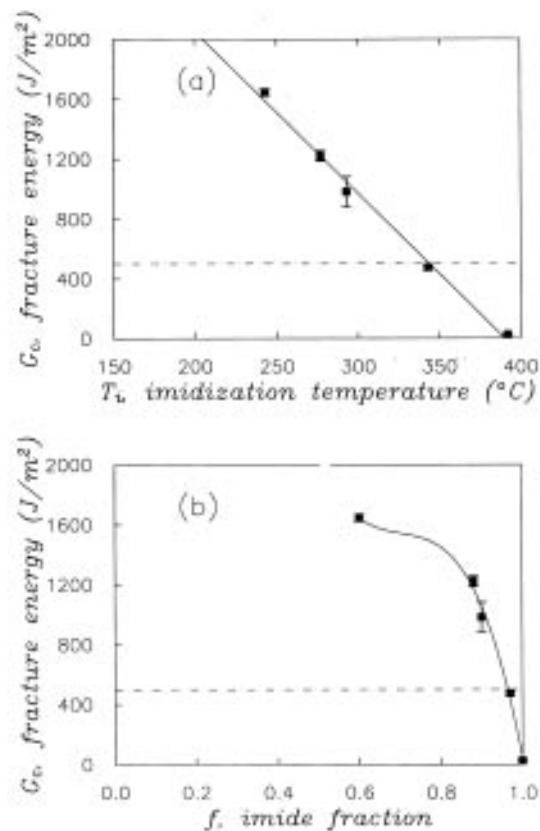 G_c, fracture energy (J/m²)
2000
1600
1200
800
400
0
(a)
150 200 250 300 350 400
T_i, imidization temperature (°C)
G_c, fracture energy (J/m²)
2000
1600
1200
800
400
0
(b)
0.0 0.2 0.4 0.6 0.8 1.0
f, imide fraction